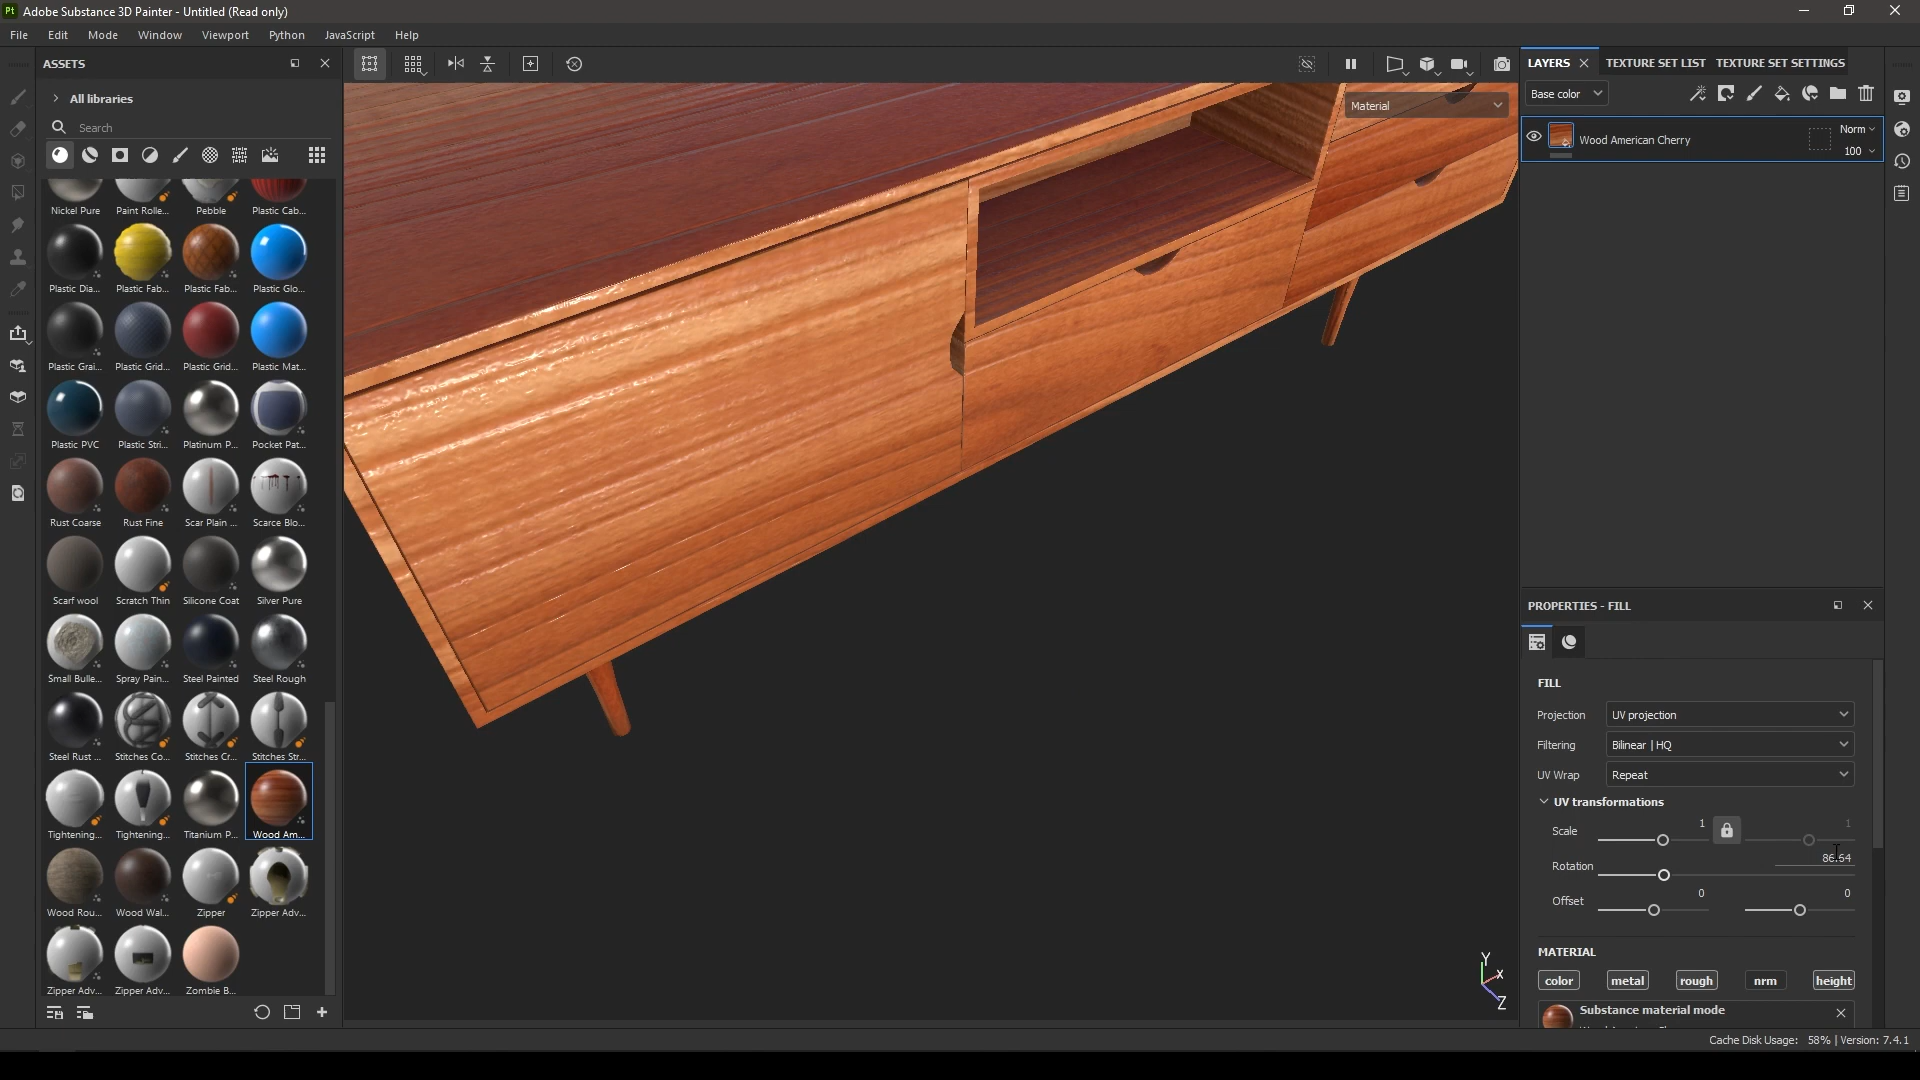 Pt Adobe Substance 3D Painter - Untitled (Read only)
File Edit Mode Window Viewport Python JavaScript Help
ASSETS
All libraries
Search
Nickel Pure Paint Rolle... Pebble Plastic Cab...
Plastic Dia... Plastic Fab... Plastic Fab... Plastic Glo...
Plastic Grai... Plastic Grid... Plastic Grid... Plastic Mat...
Plastic PVC Plastic Stri... Platinum P... Pocket Pat...
Rust Coarse Rust Fine Scar Plain ... Scarce Blo...
Scarf wool Scratch Thin Silicone Coat Silver Pure
Small Bulle... Spray Pain... Steel Painted Steel Rough
Steel Rust ... Stitches Co... Stitches Cr... Stitches Str...
Tightening... Tightening... Titanium P... Wood Am...
Wood Rou... Wood Wal... Zipper Zipper Adv...
Zipper Adv... Zipper Adv... Zombie B...
Material
Y
X
Z
LAYERS TEXTURE SET LIST TEXTURE SET SETTINGS
Base color
Wood American Cherry Norm
100
PROPERTIES - FILL
FILL
Projection UV projection
Filtering Bilinear | HQ
UV Wrap Repeat
UV transformations
Scale 1 1
Rotation 86.64
Offset 0 0
MATERIAL
color metal rough nrm height
Substance material mode
Cache Disk Usage: 58% | Version: 7.4.1